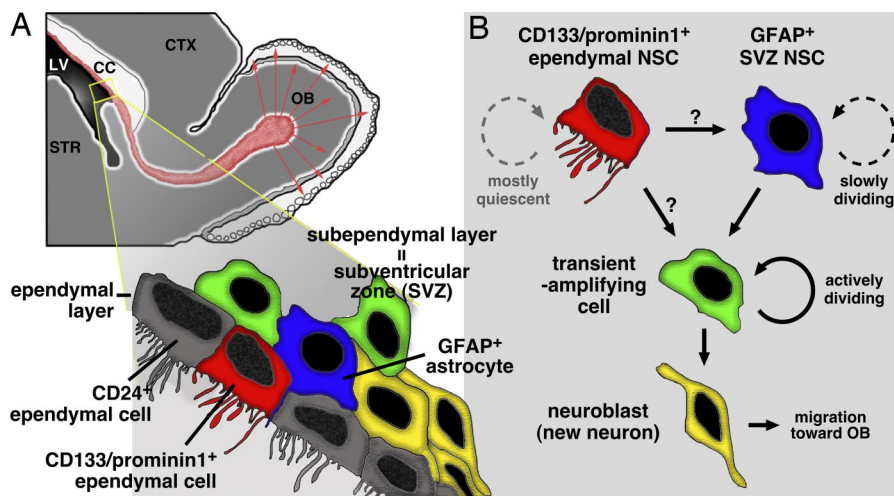 A
CTX
LV
CC
OB
STR
subependymal layer
=
subventricular
zone (SVZ)
ependymal
layer
GFAP+
astrocyte
CD24+
ependymal cell
CD133/prominin1+
ependymal cell
B
CD133/prominin1+
ependymal NSC
GFAP+
SVZ NSC
?
mostly
quiescent
slowly
dividing
?
transient
-amplifying
cell
actively
dividing
neuroblast
(new neuron)
migration
toward OB